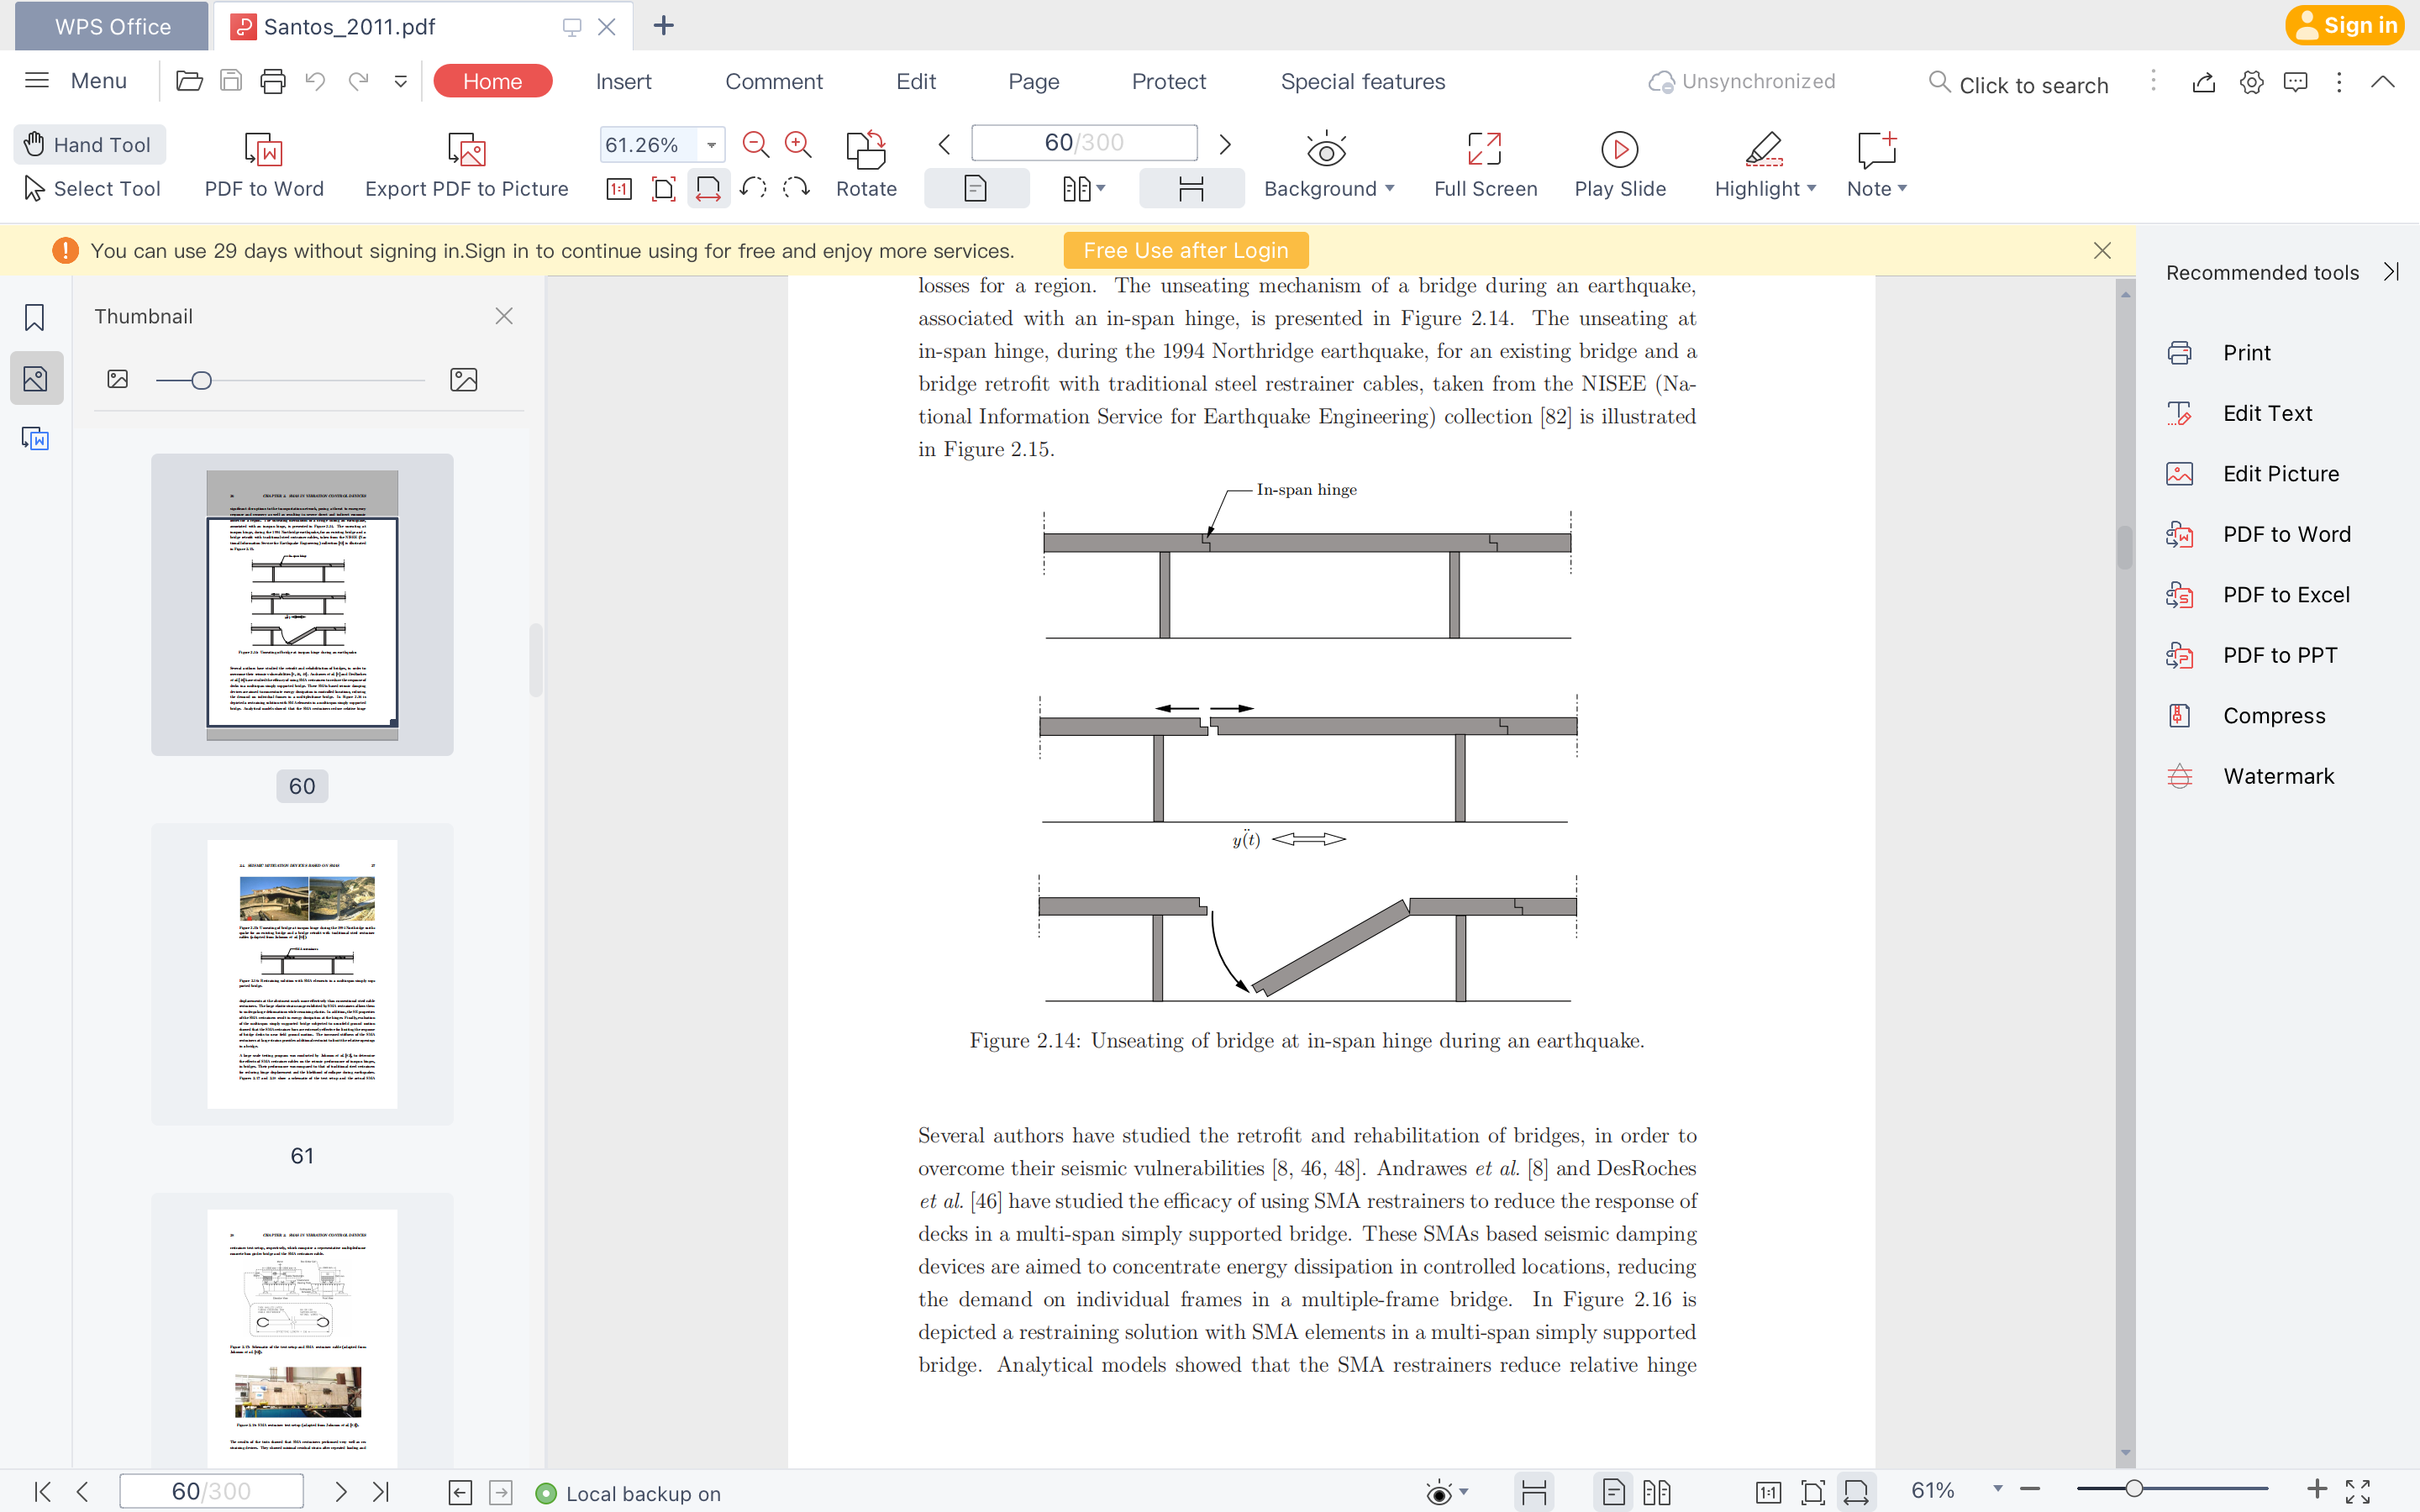 WPS Office
Santos_2011.pdf
Sign in
Menu
Home
Insert
Comment
Edit
Page
Protect
Special features
Unsynchronized
Click to search
Hand Tool
Select Tool
PDF to Word
Export PDF to Picture
61.26%
Rotate
60/300
Background
Full Screen
Play Slide
Highlight
Note
You can use 29 days without signing in.Sign in to continue using for free and enjoy more services.
Free Use after Login
Thumbnail
60
61
losses for a region. The unseating mechanism of a bridge during an earthquake,
associated with an in-span hinge, is presented in Figure 2.14. The unseating at
in-span hinge, during the 1994 Northridge earthquake, for an existing bridge and a
bridge retrofit with traditional steel restrainer cables, taken from the NISEE (Na-
tional Information Service for Earthquake Engineering) collection [82] is illustrated
in Figure 2.15.
In-span hinge
ÿ(t)
Figure 2.14: Unseating of bridge at in-span hinge during an earthquake.
Several authors have studied the retrofit and rehabilitation of bridges, in order to
overcome their seismic vulnerabilities [8, 46, 48]. Andrawes et al. [8] and DesRoches
et al. [46] have studied the efficacy of using SMA restrainers to reduce the response of
decks in a multi-span simply supported bridge. These SMAs based seismic damping
devices are aimed to concentrate energy dissipation in controlled locations, reducing
the demand on individual frames in a multiple-frame bridge. In Figure 2.16 is
depicted a restraining solution with SMA elements in a multi-span simply supported
bridge. Analytical models showed that the SMA restrainers reduce relative hinge
Recommended tools
Print
Edit Text
Edit Picture
PDF to Word
PDF to Excel
PDF to PPT
Compress
Watermark
60/300
Local backup on
61%